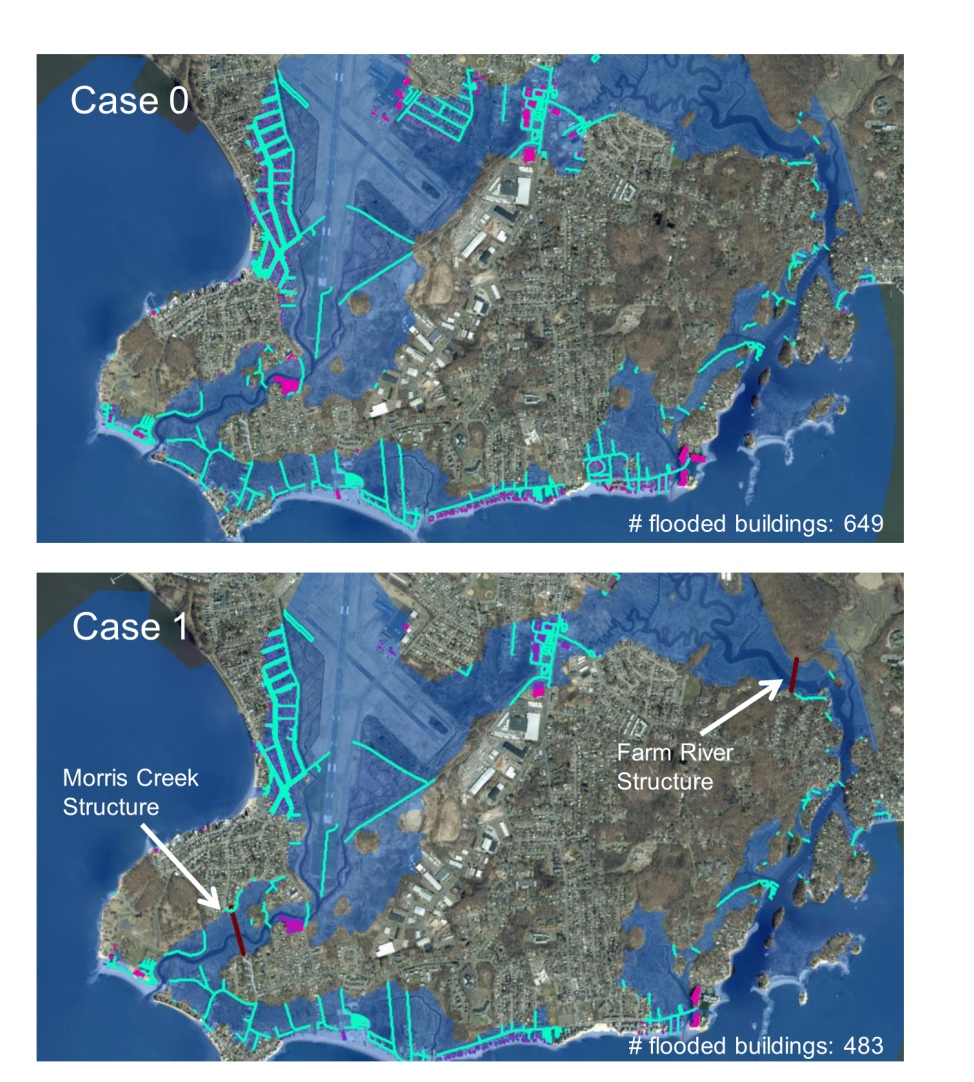 Case 0
# flooded buildings: 649
Case 1
Farm River
Structure
Morris Creek
Structure
# flooded buildings: 483